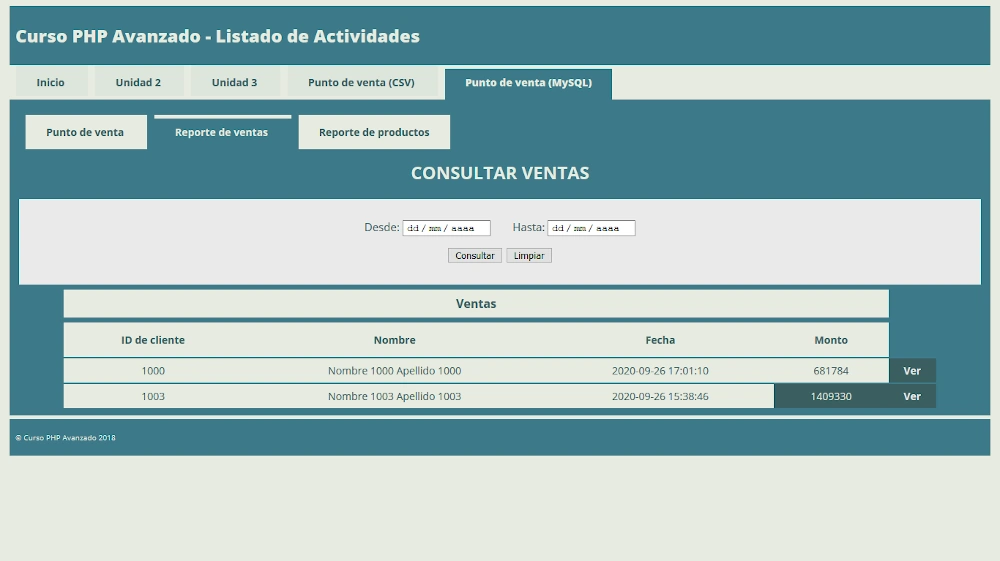 Curso PHP Avanzado - Listado de Actividades
Inicio Unidad 2 Unidad 3 Punto de venta (CSV) Punto de venta (MySQL)
Punto de venta Reporte de ventas Reporte de productos
CONSULTAR VENTAS
Desde: dd / mm / aaaa Hasta: dd / mm / aaaa
Consultar Limpiar
Ventas
ID de cliente Nombre Fecha Monto
1000 Nombre 1000 Apellido 1000 2020-09-26 17:01:10 681784 Ver
1003 Nombre 1003 Apellido 1003 2020-09-26 15:38:46 1409330 Ver
© Curso PHP Avanzado 2018